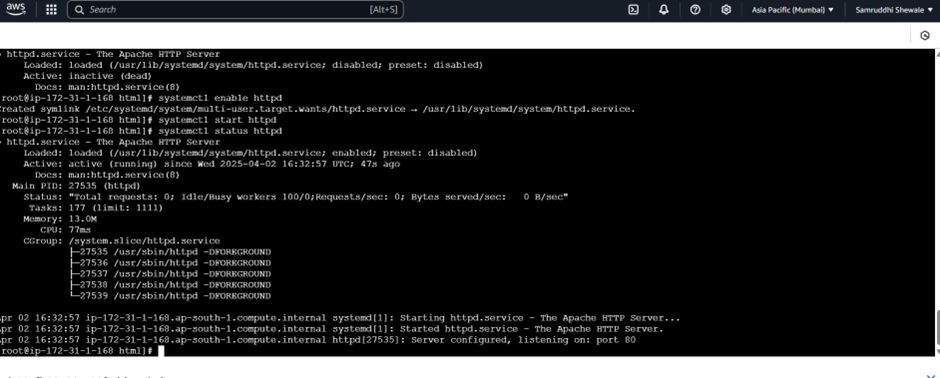 aws
Search [Alt+S] Asia Pacific (Mumbai) ▼ Samruddhi Shewale ▼
httpd.service - The Apache HTTP Server
Loaded: loaded (/usr/lib/systemd/system/httpd.service; disabled; preset: disabled)
Active: inactive (dead)
Docs: man:httpd.service(8)
root@ip-172-31-1-168 html]# systemctl enable httpd
Created symlink /etc/systemd/system/multi-user.target.wants/httpd.service → /usr/lib/systemd/system/httpd.service.
root@ip-172-31-1-168 html]# systemctl start httpd
root@ip-172-31-1-168 html]# systemctl status httpd
httpd.service - The Apache HTTP Server
Loaded: loaded (/usr/lib/systemd/system/httpd.service; enabled; preset: disabled)
Active: active (running) since Wed 2025-04-02 16:32:57 UTC; 47s ago
Docs: man:httpd.service(8)
Main PID: 27535 (httpd)
Status: "Total requests: 0; Idle/Busy workers 100/0;Requests/sec: 0; Bytes served/sec: 0 B/sec"
Tasks: 177 (limit: 1111)
Memory: 13.0M
CPU: 77ms
CGroup: /system.slice/httpd.service
├─27535 /usr/sbin/httpd -DFOREGROUND
├─27536 /usr/sbin/httpd -DFOREGROUND
├─27537 /usr/sbin/httpd -DFOREGROUND
├─27538 /usr/sbin/httpd -DFOREGROUND
└─27539 /usr/sbin/httpd -DFOREGROUND
Apr 02 16:32:57 ip-172-31-1-168.ap-south-1.compute.internal systemd[1]: Starting httpd.service - The Apache HTTP Server...
Apr 02 16:32:57 ip-172-31-1-168.ap-south-1.compute.internal systemd[1]: Started httpd.service - The Apache HTTP Server.
Apr 02 16:32:57 ip-172-31-1-168.ap-south-1.compute.internal httpd[27535]: Server configured, listening on: port 80
root@ip-172-31-1-168 html]#